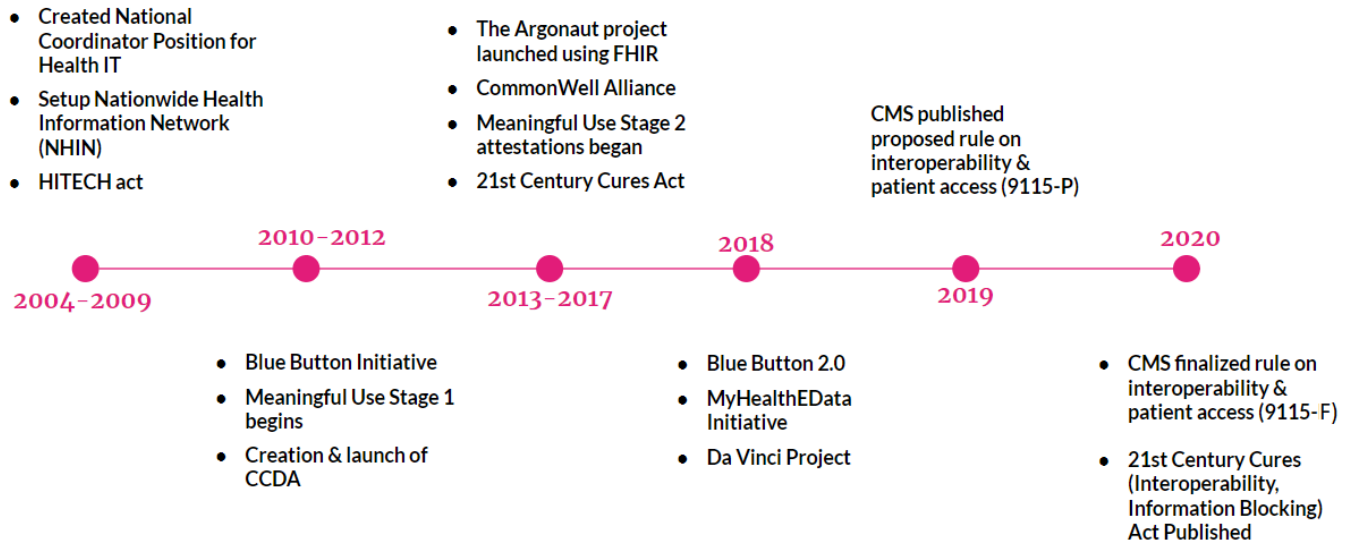 ● Created National
Coordinator Position for
Health IT
● Setup Nationwide Health
Information Network
(NHIN)
● HITECH act
● The Argonaut project
launched using FHIR
● CommonWell Alliance
● Meaningful Use Stage 2
attestations began
● 21st Century Cures Act
CMS published
proposed rule on
interoperability &
patient access (9115-P)
2004-2009
2010-2012
2013-2017
2018
2019
2020
● Blue Button Initiative
● Meaningful Use Stage 1
begins
● Creation & launch of
CCDA
● Blue Button 2.0
● MyHealthEData
Initiative
● Da Vinci Project
● CMS finalized rule on
interoperability &
patient access (9115-F)
● 21st Century Cures
(Interoperability,
Information Blocking)
Act Published